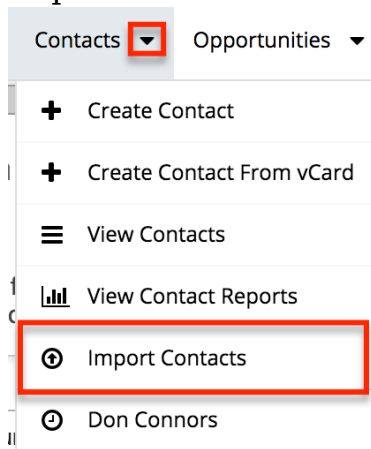 Contacts Opportunities
Create Contact
Create Contact From vCard
View Contacts
View Contact Reports
Import Contacts
Don Connors